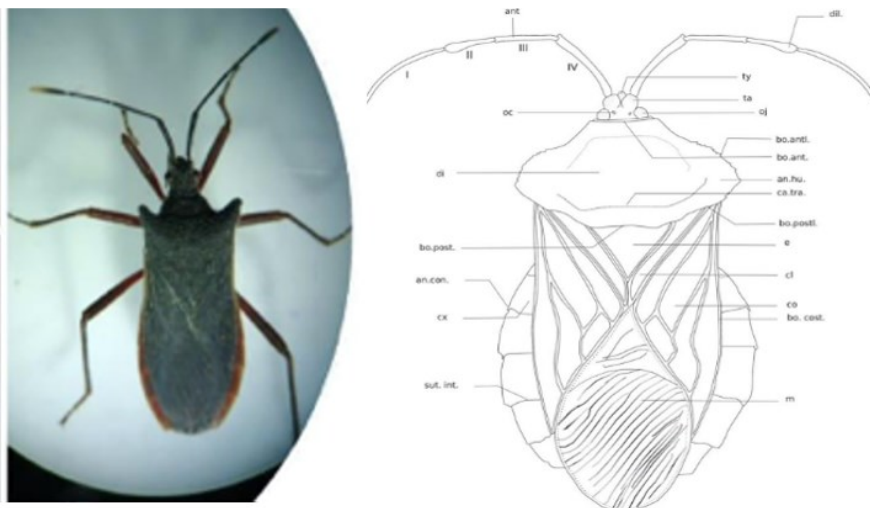 ant
dil.
I
II
III
IV
ty
ta
oc
oj
bo.antl.
bo.ant.
di
an.hu.
ca.tra.
bo.postl.
bo.post.
e
an.con.
cl
cx
co
bo. cost.
sut. int.
m